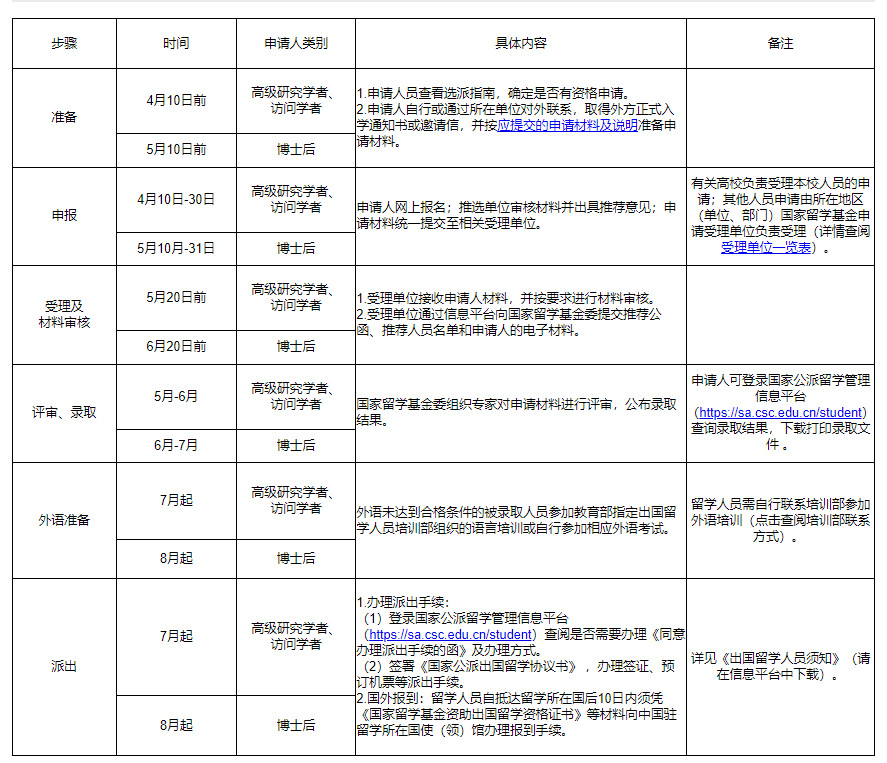 步骤
时间
申请人类别
具体内容
备注
准备
4月10日前
高级研究学者、
访问学者
1.申请人员查看选派指南，确定是否有资格申请。
2.申请人自行或通过所在单位对外联系，取得外方正式入
学通知书或邀请信，并按应提交的申请材料及说明准备申
请材料。
5月10日前
博士后
申报
4月10日-30日
高级研究学者、
访问学者
申请人网上报名；推选单位审核材料并出具推荐意见；申
请材料统一提交至相关受理单位。
有关高校负责受理本校人员的申
请；其他人员申请由所在地区
（单位、部门）国家留学基金申
请受理单位负责受理（详情查阅
受理单位一览表）。
5月10月-31日
博士后
受理及
材料审核
5月20日前
高级研究学者、
访问学者
1.受理单位接收申请人材料，并按要求进行材料审核。
2.受理单位通过信息平台向国家留学基金委提交推荐公
函、推荐人员名单和申请人的电子材料。
6月20日前
博士后
评审、录取
5月-6月
高级研究学者、
访问学者
国家留学基金委组织专家对申请材料进行评审，公布录取
结果。
申请人可登录国家公派留学管理
信息平台
（https://sa.csc.edu.cn/student）
查询录取结果，下载打印录取文
件 。
6月-7月
博士后
外语准备
7月起
高级研究学者、
访问学者
外语未达到合格条件的被录取人员参加教育部指定出国留
学人员培训部组织的语言培训或自行参加相应外语考试。
留学人员需自行联系培训部参加
外语培训（点击查阅培训部联系
方式）。
8月起
博士后
派出
7月起
高级研究学者、
访问学者
1.办理派出手续：
（1）登录国家公派留学管理信息平台
（https://sa.csc.edu.cn/student）查阅是否需要办理《同意
办理派出手续的函》及办理方式。
（2）签署《国家公派出国留学协议书》，办理签证、预
订机票等派出手续。
2.国外报到：留学人员自抵达留学所在国后10日内须凭
《国家留学基金资助出国留学资格证书》等材料向中国驻
留学所在国使（领）馆办理报到手续。
详见《出国留学人员须知》（请
在信息平台中下载）。
8月起
博士后